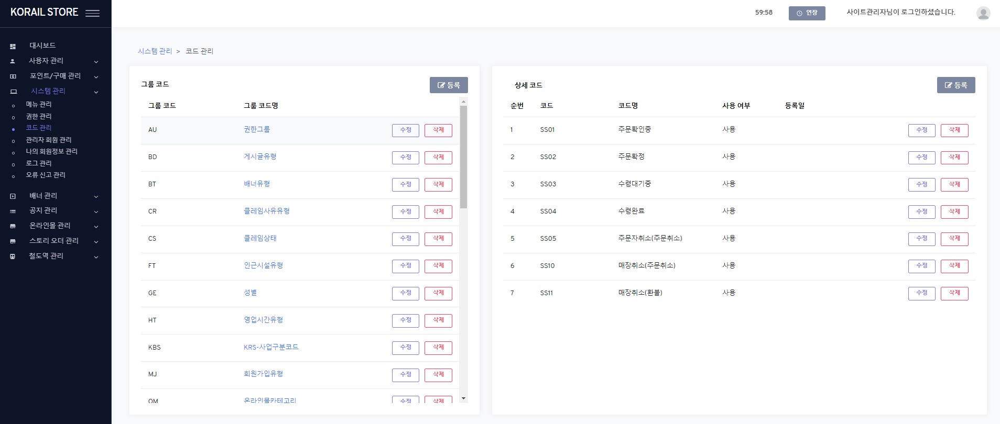 KORAIL STORE
59:58
연장
사이트관리자님이 로그인하셨습니다.
대시보드
사용자 관리
포인트/구매 관리
시스템 관리
메뉴 관리
권한 관리
코드 관리
관리자 회원 관리
나의 회원정보 관리
로그 관리
오류 신고 관리
배너 관리
공지 관리
온라인몰 관리
스토리 오더 관리
철도역 관리
시스템 관리 > 코드 관리
그룹 코드
등록
그룹 코드 그룹 코드명
AU 권한그룹 수정 삭제
BD 게시글유형 수정 삭제
BT 배너유형 수정 삭제
CR 클레임사유유형 수정 삭제
CS 클레임상태 수정 삭제
FT 인근시설유형 수정 삭제
GE 성별 수정 삭제
HT 영업시간유형 수정 삭제
KBS KRS-사업구분코드 수정 삭제
MJ 회원가입유형 수정 삭제
OM 온라인몰카테고리 수정 삭제
상세 코드
등록
순번 코드 코드명 사용 여부 등록일
1 SS01 주문확인중 사용 수정 삭제
2 SS02 주문확정 사용 수정 삭제
3 SS03 수령대기중 사용 수정 삭제
4 SS04 수령완료 사용 수정 삭제
5 SS05 주문자취소(주문취소) 사용 수정 삭제
6 SS10 매장취소(주문취소) 사용 수정 삭제
7 SS11 매장취소(환불) 사용 수정 삭제